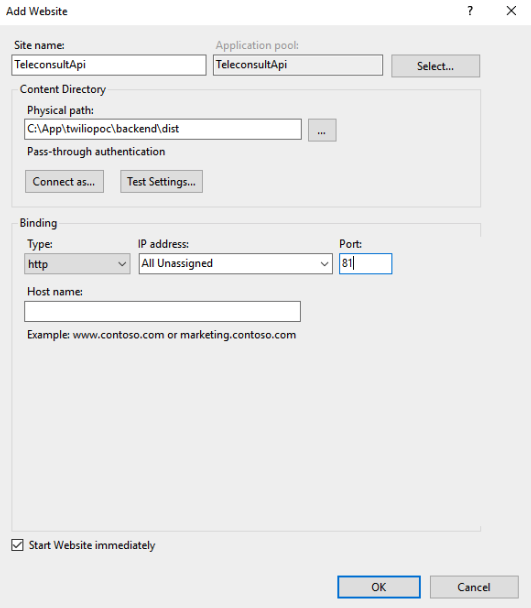 Add Website
? ×
Site name: Application pool:
TeleconsultApi TeleconsultApi Select...
Content Directory
Physical path:
C:\App\twiliopoc\backend\dist ...
Pass-through authentication
Connect as... Test Settings...
Binding
Type: IP address: Port:
http All Unassigned 81
Host name:
Example: www.contoso.com or marketing.contoso.com
Start Website immediately
OK Cancel